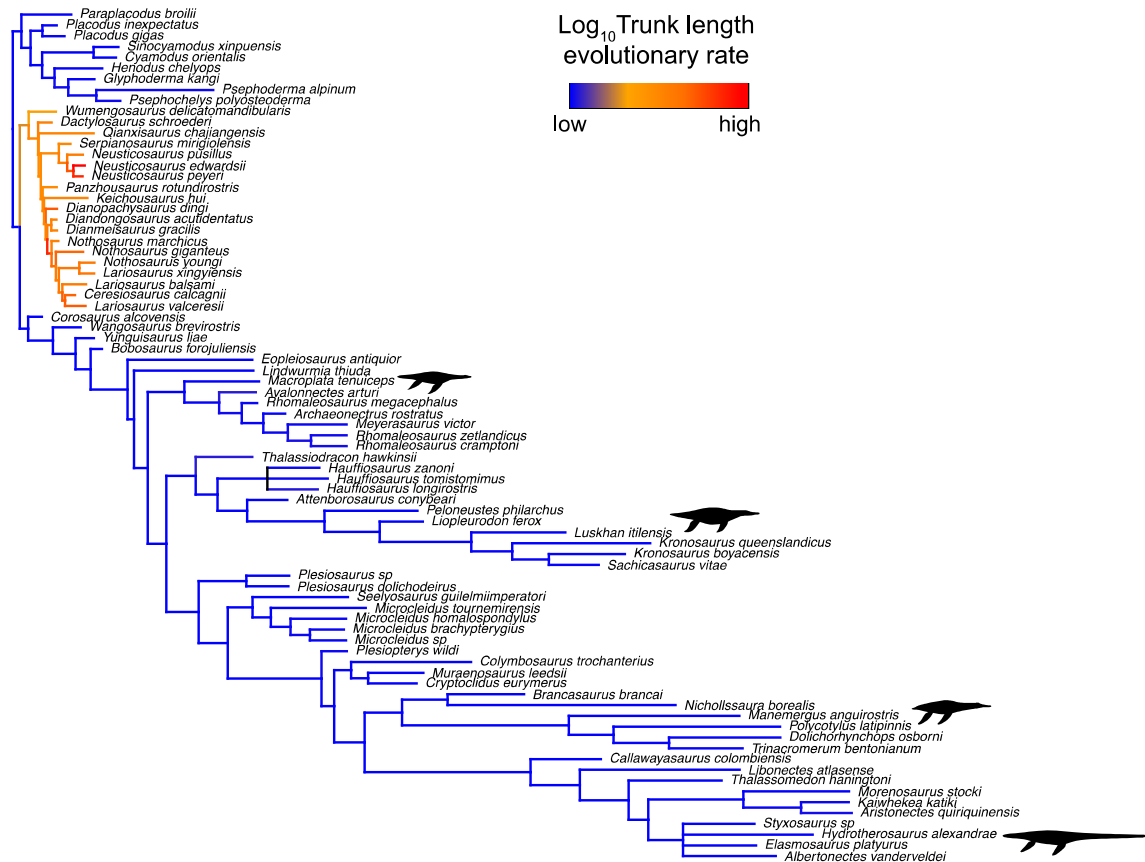 Log10Trunk length
evolutionary rate
low high
Paraplacodus broilii
Placodus inexpectatus
Placodus gigas
Sinocyamodus xinpuensis
Cyamodus orientalis
Henodus chelyops
Glyphoderma kangi
Psephoderma alpinum
Psephochelys polyosteoderma
Wumengosaurus delicatomandibularis
Dactylosaurus schroederi
Qianxisaurus chajiangensis
Serpianosaurus mirigiolensis
Neusticosaurus pusillus
Neusticosaurus edwardsii
Neusticosaurus peyeri
Panzhousaurus rotundirostris
Keichousaurus hui
Dianopachysaurus dingi
Diandongosaurus acutidentatus
Dianmeisaurus gracilis
Nothosaurus marchicus
Nothosaurus giganteus
Nothosaurus youngi
Lariosaurus xingyiensis
Lariosaurus balsami
Ceresiosaurus calcagnii
Lariosaurus valceresii
Corosaurus alcovensis
Wangosaurus brevirostris
Yunguisaurus liae
Bobosaurus forojuliensis
Eopleiosaurus antiquior
Lindwurmia thiuda
Macroplata tenuiceps
Avalonnectes arturi
Rhomaleosaurus megacephalus
Archaeonectrus rostratus
Meyerasaurus victor
Rhomaleosaurus zetlandicus
Rhomaleosaurus cramptoni
Thalassiodracon hawkinsii
Hauffiosaurus zanoni
Hauffiosaurus tomistomimus
Hauffiosaurus longirostris
Attenborosaurus conybeari
Peloneustes philarchus
Liopleurodon ferox
Luskhan itilensis
Kronosaurus queenslandicus
Kronosaurus boyacensis
Sachicasaurus vitae
Plesiosaurus sp
Plesiosaurus dolichodeirus
Seelyosaurus guilelmiimperatori
Microcleidus tournemirensis
Microcleidus homalospondylus
Microcleidus brachypterygius
Microcleidus sp
Plesiopterys wildi
Colymbosaurus trochanterius
Muraenosaurus leedsii
Cryptoclidus eurymerus
Brancasaurus brancai
Nichollssaura borealis
Manemergus anguirostris
Polycotylus latipinnis
Dolichorhynchops osborni
Trinacromerum bentonianum
Callawayasaurus colombiensis
Libonectes atlasense
Thalassomedon haningtoni
Morenosaurus stocki
Kaiwhekea katiki
Aristonectes quiriquinensis
Styxosaurus sp
Hydrotherosaurus alexandrae
Elasmosaurus platyurus
Albertonectes vanderveldei